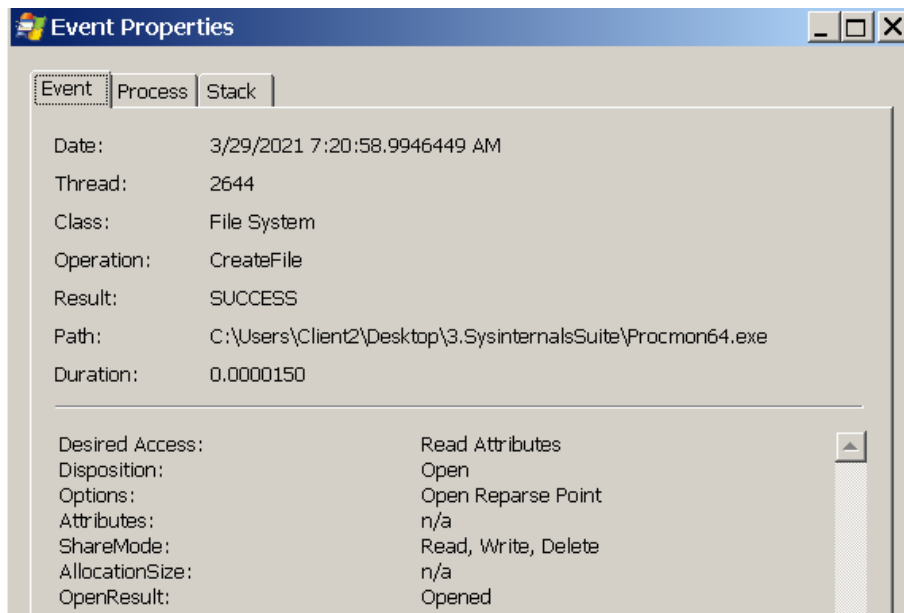 Event Properties
Event Process Stack
Date: 3/29/2021 7:20:58.9946449 AM
Thread: 2644
Class: File System
Operation: CreateFile
Result: SUCCESS
Path: C:\Users\Client2\Desktop\3.SysinternalsSuite\Procmon64.exe
Duration: 0.0000150
Desired Access: Read Attributes
Disposition: Open
Options: Open Reparse Point
Attributes: n/a
ShareMode: Read, Write, Delete
AllocationSize: n/a
OpenResult: Opened